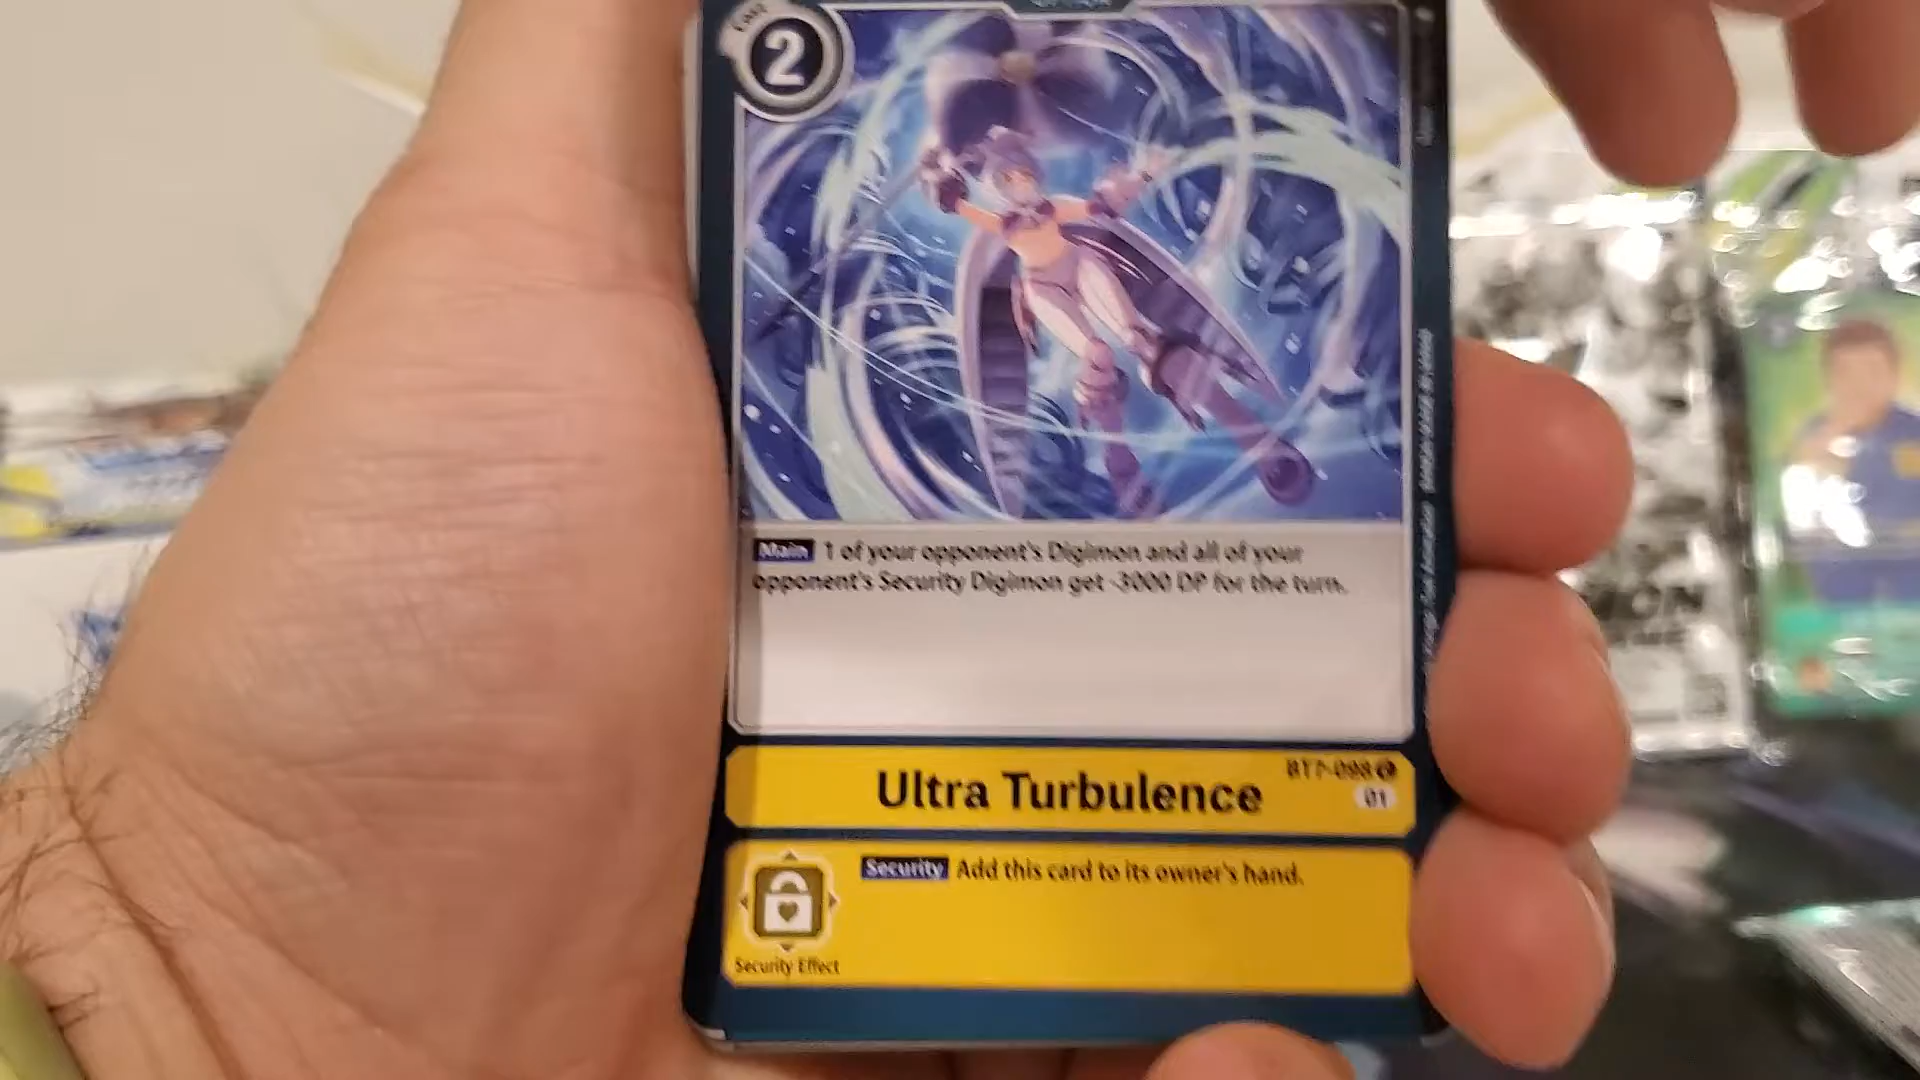 Cost
2
Main 1 of your opponent's Digimon and all of your
opponent's Security Digimon get -3000 DP for the turn.
BT7-098 C
Ultra Turbulence
01
Security Add this card to its owner's hand.
Security Effect